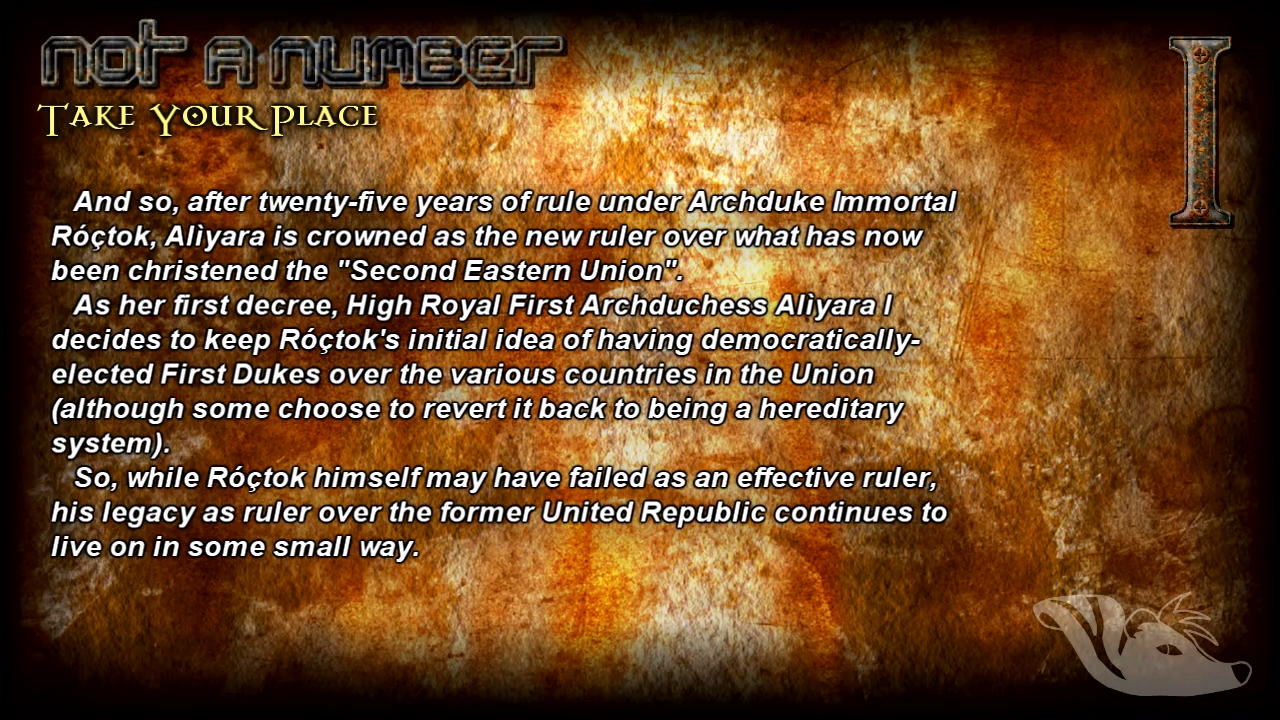 NOT A NUMBER
TAKE YOUR PLACE
I
And so, after twenty-five years of rule under Archduke Immortal
Róçtok, Alìyara is crowned as the new ruler over what has now
been christened the "Second Eastern Union".
As her first decree, High Royal First Archduchess Alìyara I
decides to keep Róçtok's initial idea of having democratically-
elected First Dukes over the various countries in the Union
(although some choose to revert it back to being a hereditary
system).
So, while Róçtok himself may have failed as an effective ruler,
his legacy as ruler over the former United Republic continues to
live on in some small way.